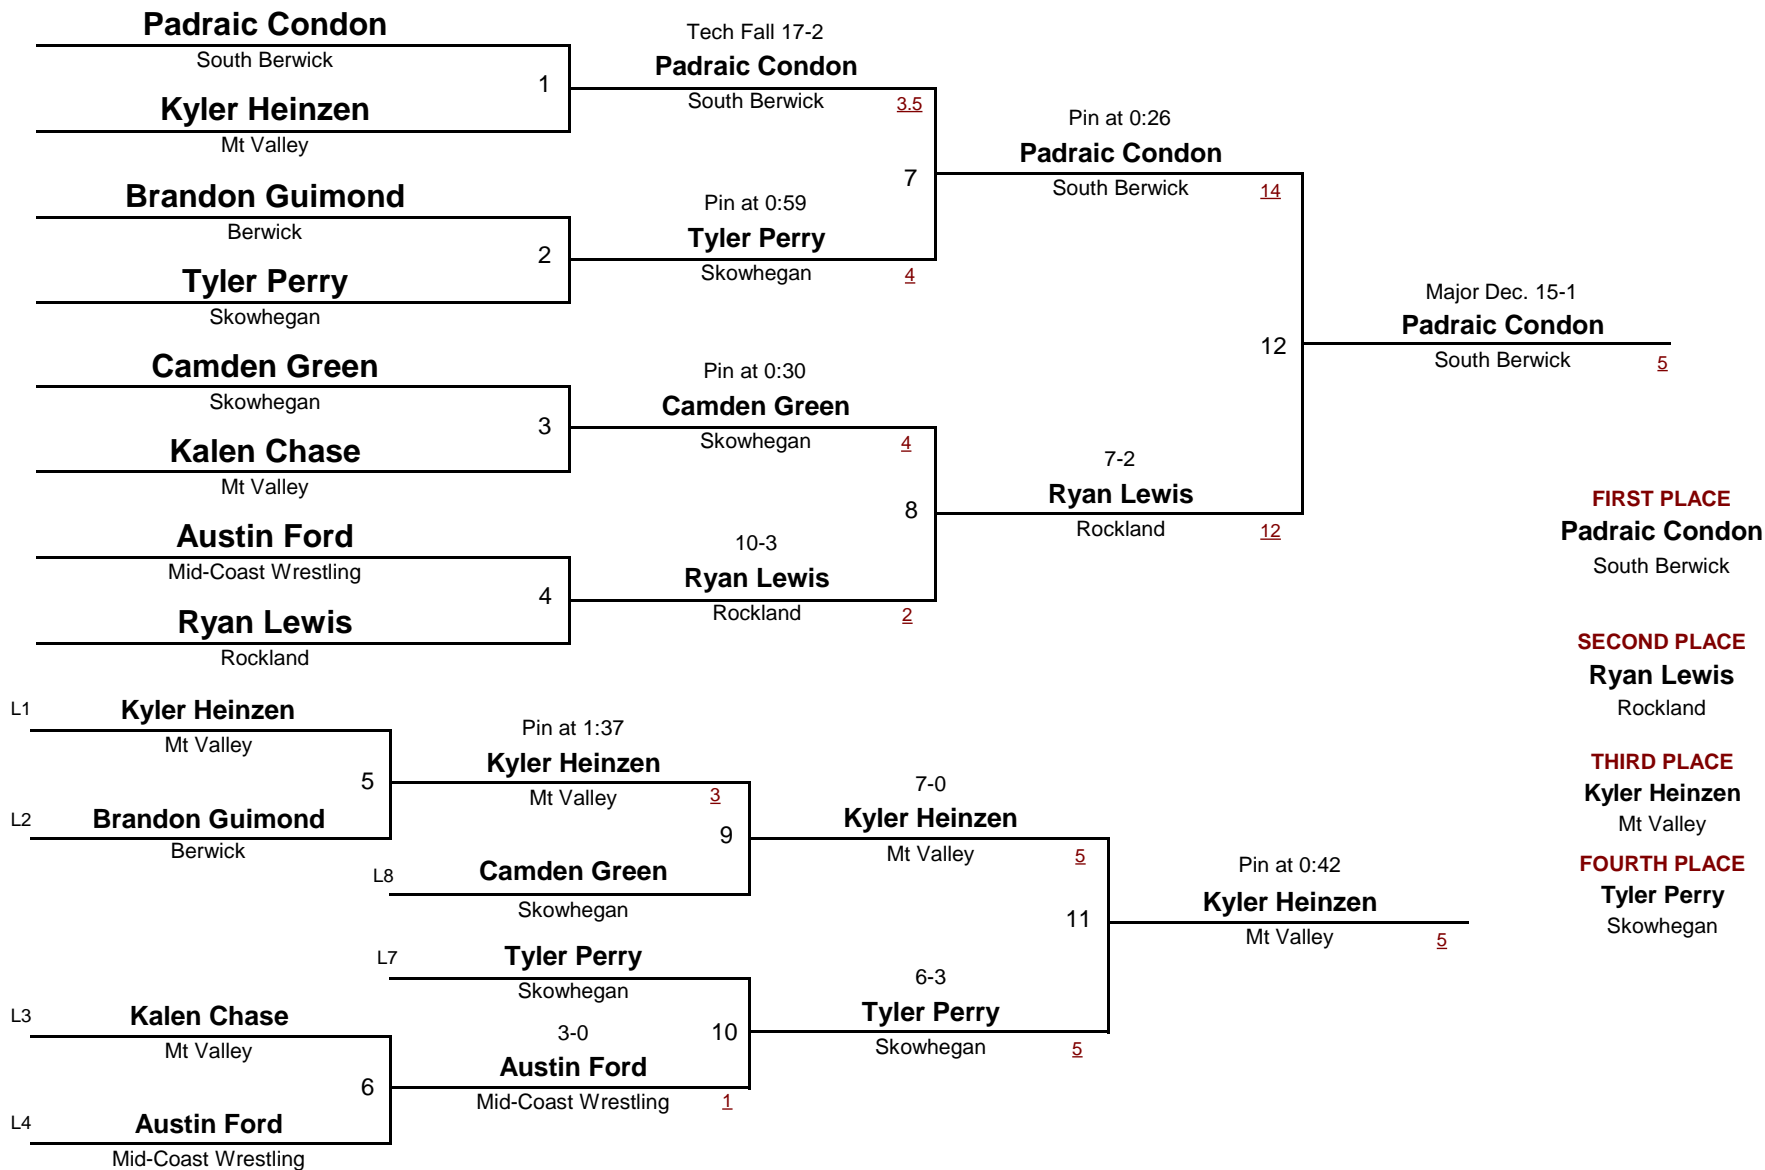 Padraic Condon
South Berwick
1
Kyler Heinzen
Mt Valley
Brandon Guimond
Berwick
2
Tyler Perry
Skowhegan
Camden Green
Skowhegan
3
Kalen Chase
Mt Valley
Austin Ford
Mid-Coast Wrestling
4
Ryan Lewis
Rockland
Tech Fall 17-2
Padraic Condon
South Berwick
3.5
7
Pin at 0:59
Tyler Perry
Skowhegan
4
Pin at 0:30
Camden Green
Skowhegan
4
8
10-3
Ryan Lewis
Rockland
2
Pin at 0:26
Padraic Condon
South Berwick
14
12
7-2
Ryan Lewis
Rockland
12
Major Dec. 15-1
Padraic Condon
South Berwick
5
FIRST PLACE
Padraic Condon
South Berwick
SECOND PLACE
Ryan Lewis
Rockland
THIRD PLACE
Kyler Heinzen
Mt Valley
FOURTH PLACE
Tyler Perry
Skowhegan
L1
Kyler Heinzen
Mt Valley
5
L2
Brandon Guimond
Berwick
L3
Kalen Chase
Mt Valley
6
L4
Austin Ford
Mid-Coast Wrestling
Pin at 1:37
Kyler Heinzen
Mt Valley
3
9
L8
Camden Green
Skowhegan
L7
Tyler Perry
Skowhegan
10
3-0
Austin Ford
Mid-Coast Wrestling
1
7-0
Kyler Heinzen
Mt Valley
5
11
6-3
Tyler Perry
Skowhegan
5
Pin at 0:42
Kyler Heinzen
Mt Valley
5